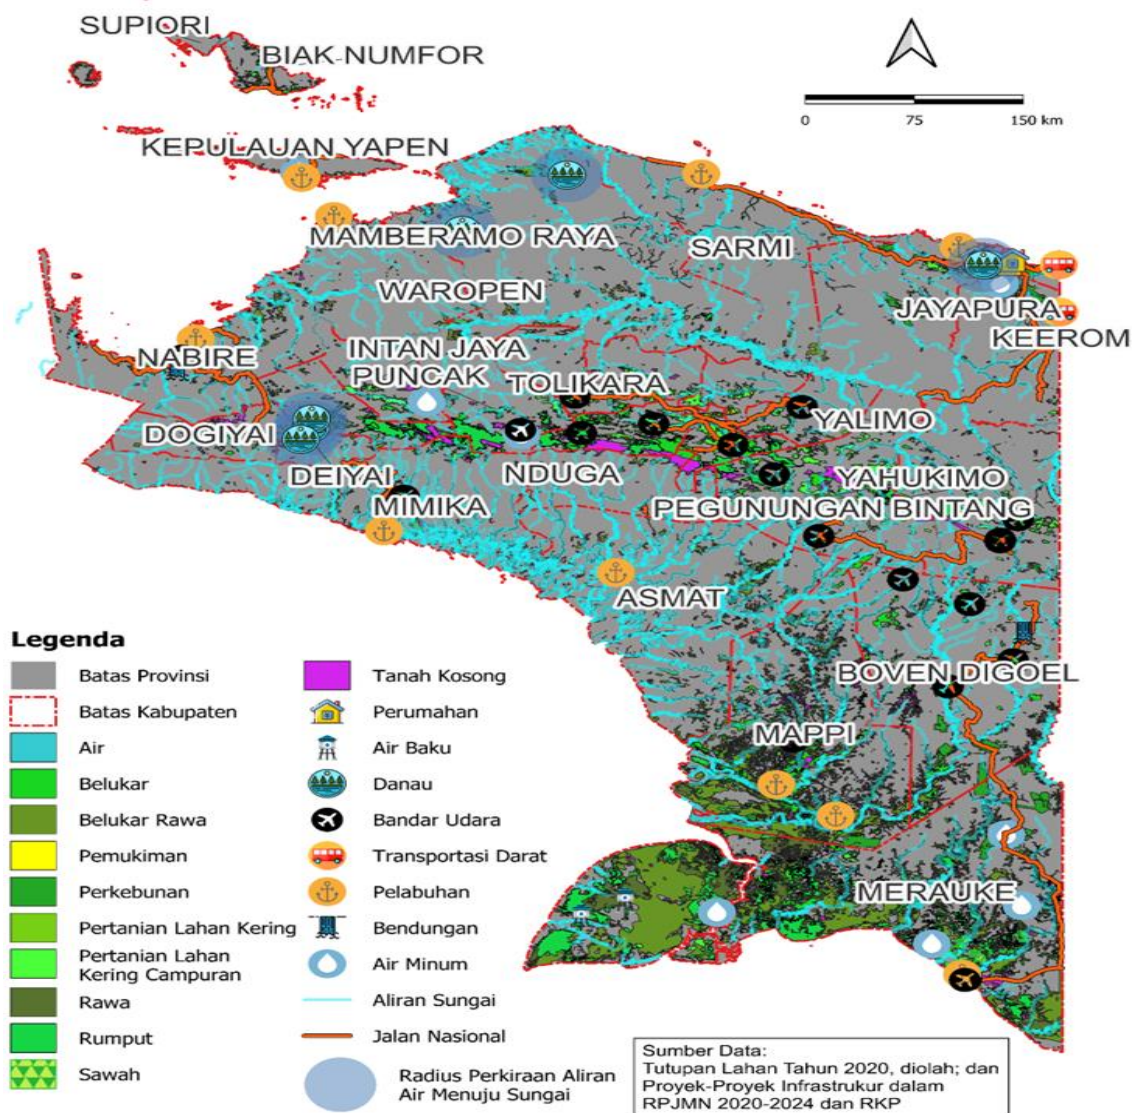 SUPIORI
BIAK-NUMFOR
0 75 150 km
KEPULAUAN YAPEN
MAMBERAMO RAYA
SARMI
WAROPEN
JAYAPURA
KEEROM
NABIRE
INTAN JAYA
PUNCAK
TOLIKARA
YALIMO
DOGIYAI
DEIYAI
NDUGA
YAHUKIMO
MIMIKA
PEGUNUNGAN BINTANG
ASMAT
BOVEN DIGOEL
MAPPI
MERAUKE
Legenda
Batas Provinsi
Batas Kabupaten
Air
Belukar
Belukar Rawa
Pemukiman
Perkebunan
Pertanian Lahan Kering
Pertanian Lahan
Kering Campuran
Rawa
Rumput
Sawah
Tanah Kosong
Perumahan
Air Baku
Danau
Bandar Udara
Transportasi Darat
Pelabuhan
Bendungan
Air Minum
Aliran Sungai
Jalan Nasional
Radius Perkiraan Aliran
Air Menuju Sungai
Sumber Data:
Tutupan Lahan Tahun 2020, diolah; dan
Proyek-Proyek Infrastrukur dalam
RPJMN 2020-2024 dan RKP